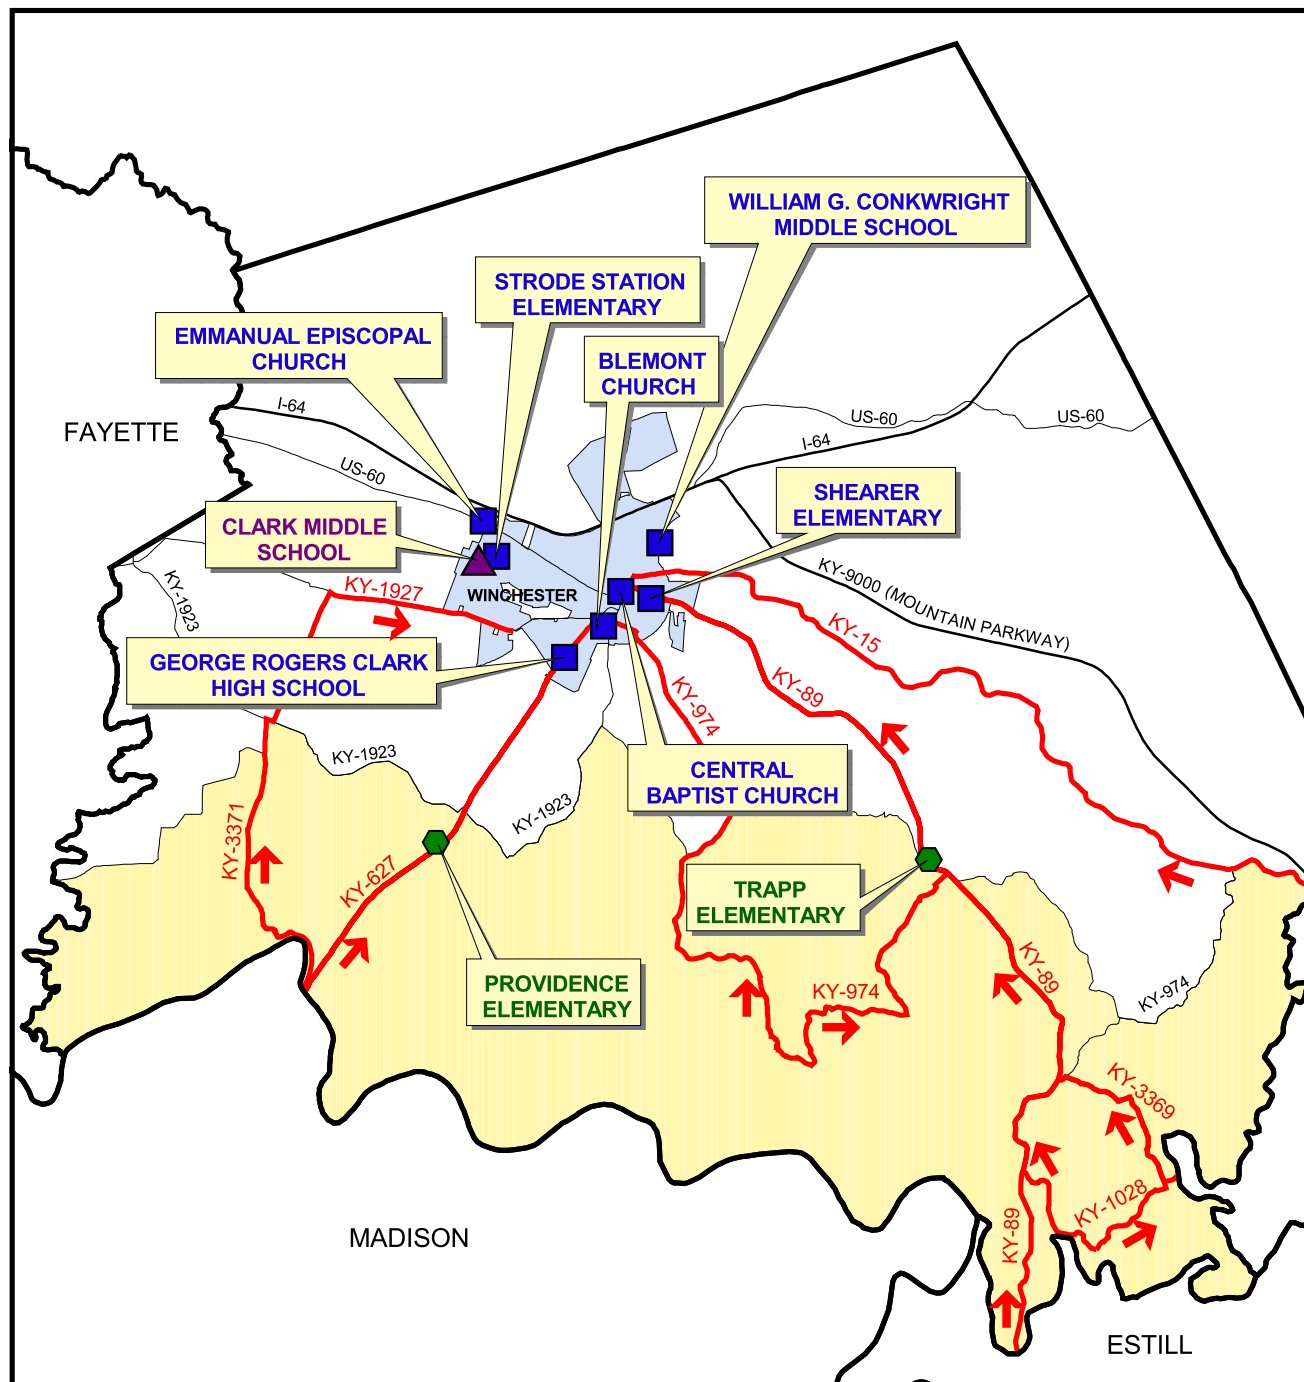 WILLIAM G. CONKWRIGHT
MIDDLE SCHOOL
STRODE STATION
ELEMENTARY
EMMANUAL EPISCOPAL
CHURCH
BLEMONT
CHURCH
I-64
US-60
US-60
FAYETTE
I-64
US-60
SHEARER
ELEMENTARY
CLARK MIDDLE
SCHOOL
KY-9000 (MOUNTAIN PARKWAY)
KY-1923
KY-1927
WINCHESTER
KY-15
GEORGE ROGERS CLARK
HIGH SCHOOL
KY-89
KY-974
KY-1923
CENTRAL
BAPTIST CHURCH
KY-1923
KY-3371
KY-627
TRAPP
ELEMENTARY
PROVIDENCE
ELEMENTARY
KY-89
KY-974
KY-974
KY-3369
KY-1028
KY-89
MADISON
ESTILL